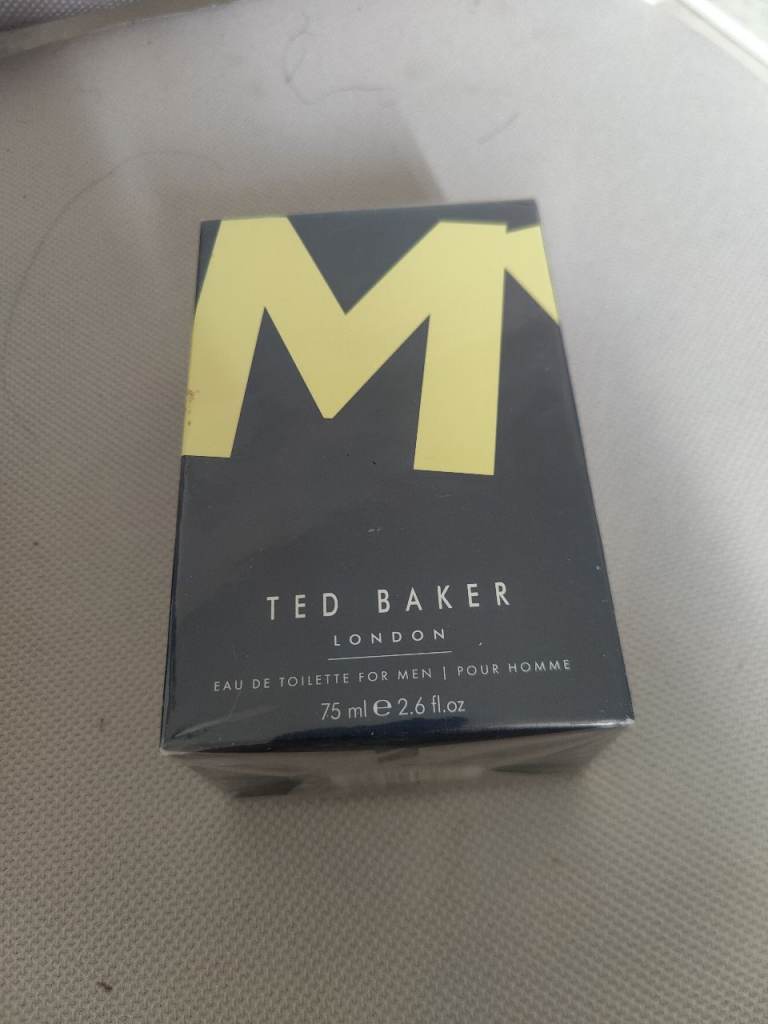 M
TED BAKER
LONDON
EAU DE TOILETTE FOR MEN | POUR HOMME
75 ml e 2.6 fl.oz